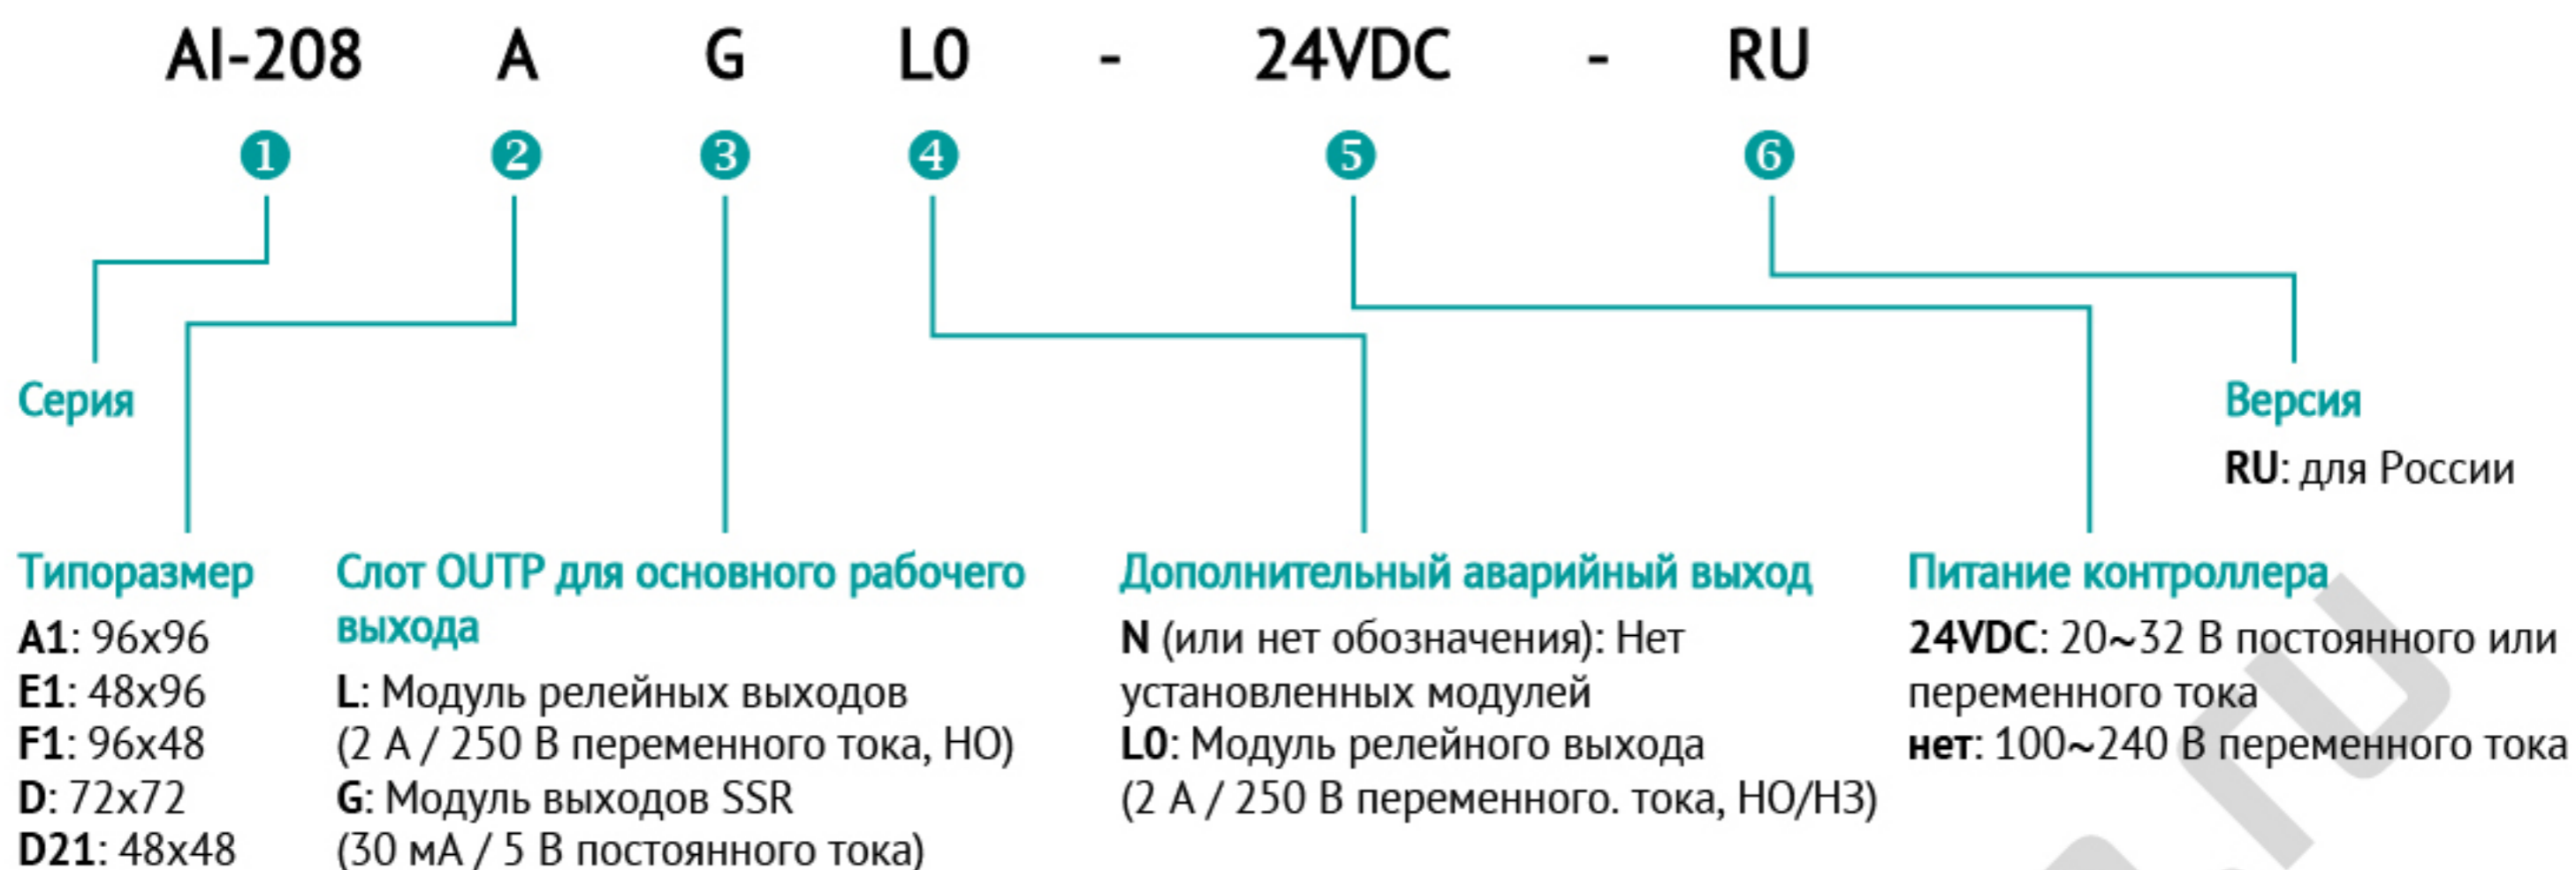 AI-208 A G L0 - 24VDC - RU
1 2 3 4 5 6
Серия
Типоразмер
A1: 96x96
E1: 48x96
F1: 96x48
D: 72x72
D21: 48x48
Слот OUTP для основного рабочего
выхода
L: Модуль релейных выходов
(2 А / 250 В переменного тока, НО)
G: Модуль выходов SSR
(30 мА / 5 В постоянного тока)
Дополнительный аварийный выход
N (или нет обозначения): Нет
установленных модулей
L0: Модуль релейного выхода
(2 А / 250 В переменного. тока, НО/НЗ)
Питание контроллера
24VDC: 20~32 В постоянного или
переменного тока
нет: 100~240 В переменного тока
Версия
RU: для России
.ru